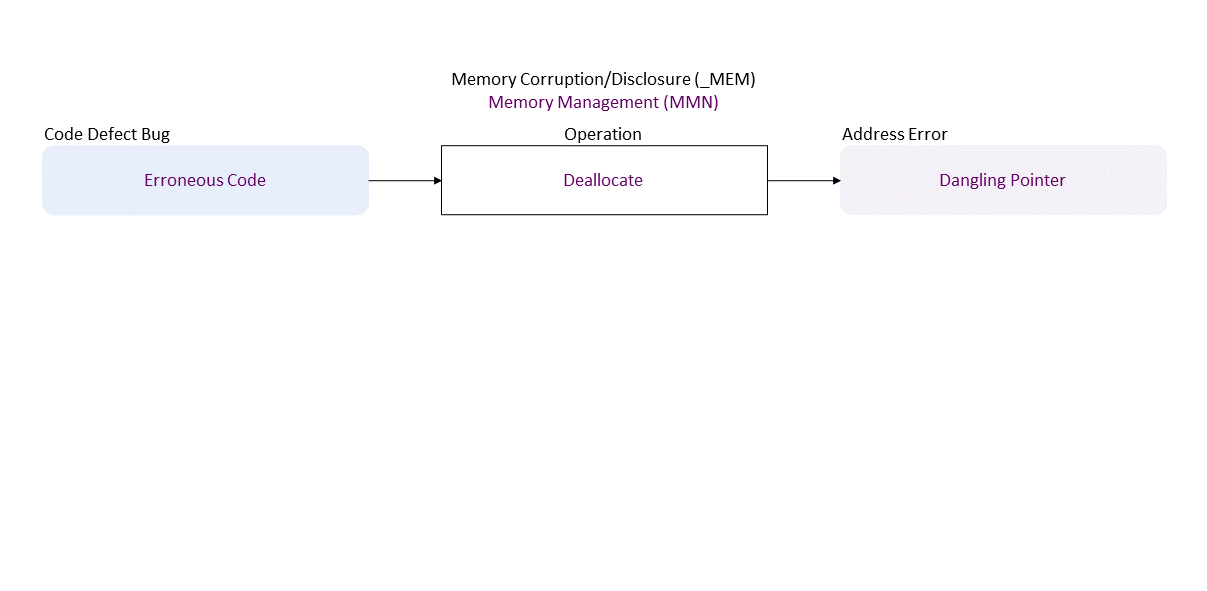 Memory Corruption/Disclosure (_MEM)
Memory Management (MMN)
Code Defect Bug
Operation
Address Error
Erroneous Code
Deallocate
Dangling Pointer